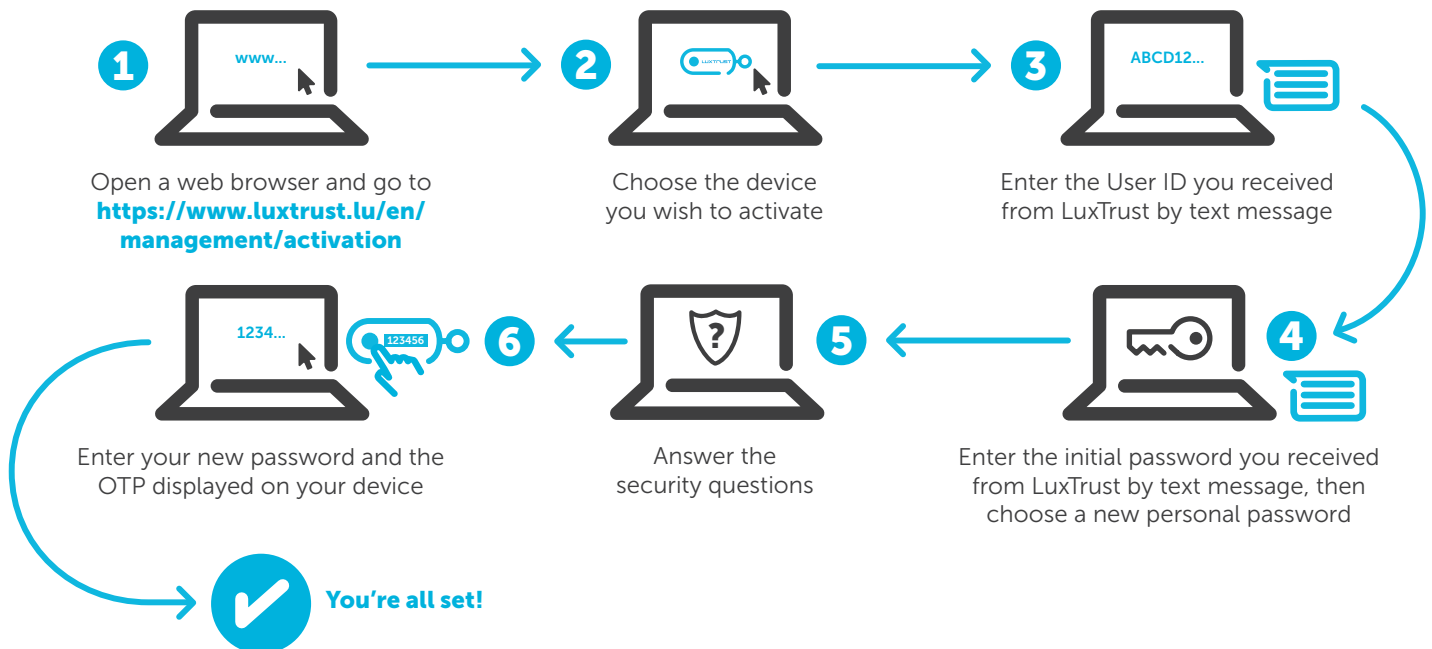 1
www...
Open a web browser and go to
https://www.luxtrust.lu/en/
management/activation
2
LUXTRUST
Choose the device
you wish to activate
3
ABCD12...
Enter the User ID you received
from LuxTrust by text message
4
Enter the initial password you received
from LuxTrust by text message, then
choose a new personal password
5
?
Answer the
security questions
6
1234...
123456
Enter your new password and the
OTP displayed on your device
You're all set!